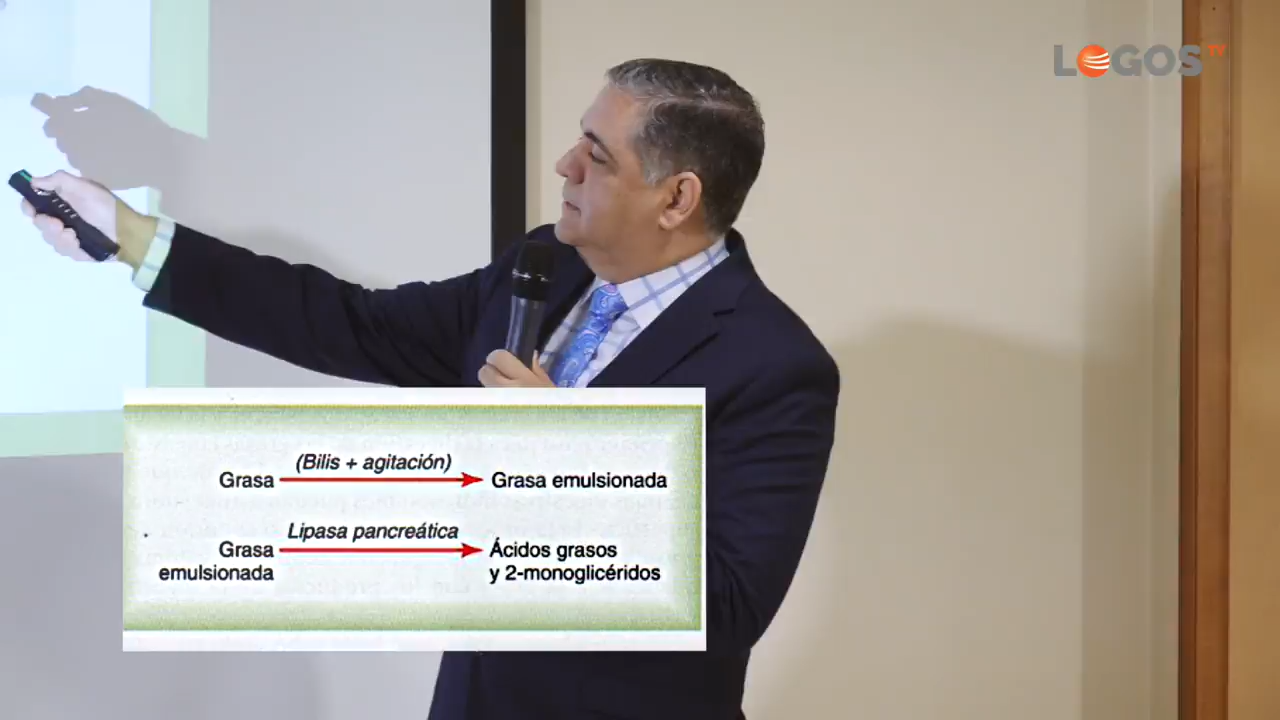 LOGOS TV
(Bilis + agitación)
Grasa Grasa emulsionada
Lipasa pancreática
Grasa Ácidos grasos
emulsionada y 2-monoglicéridos